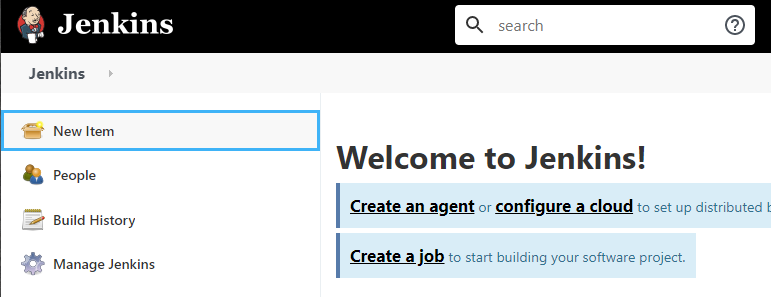 Jenkins
search
Jenkins
New Item
People
Build History
Manage Jenkins
Welcome to Jenkins!
Create an agent or configure a cloud to set up distributed b
Create a job to start building your software project.